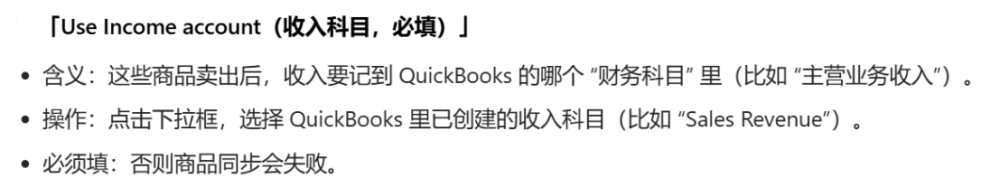 「Use Income account（收入科目，必填）」
• 含义：这些商品卖出后，收入要记到 QuickBooks 的哪个 “财务科目” 里（比如 “主营业务收入”）。
• 操作：点击下拉框，选择 QuickBooks 里已创建的收入科目（比如 “Sales Revenue”）。
• 必须填：否则商品同步会失败。